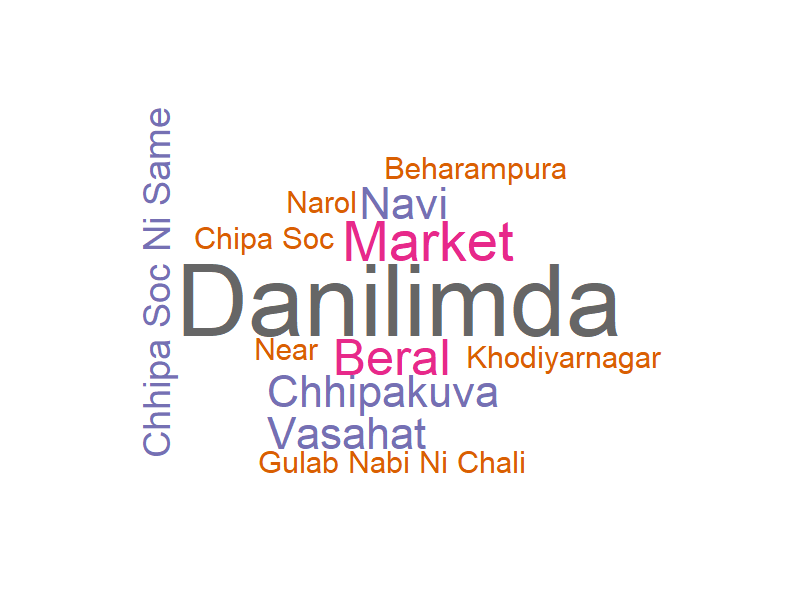 Chhipa Soc Ni Same
Beharampura
Narol
Navi
Chipa Soc
Market
Danilimda
Near
Beral
Khodiyarnagar
Chhipakuva
Vasahat
Gulab Nabi Ni Chali